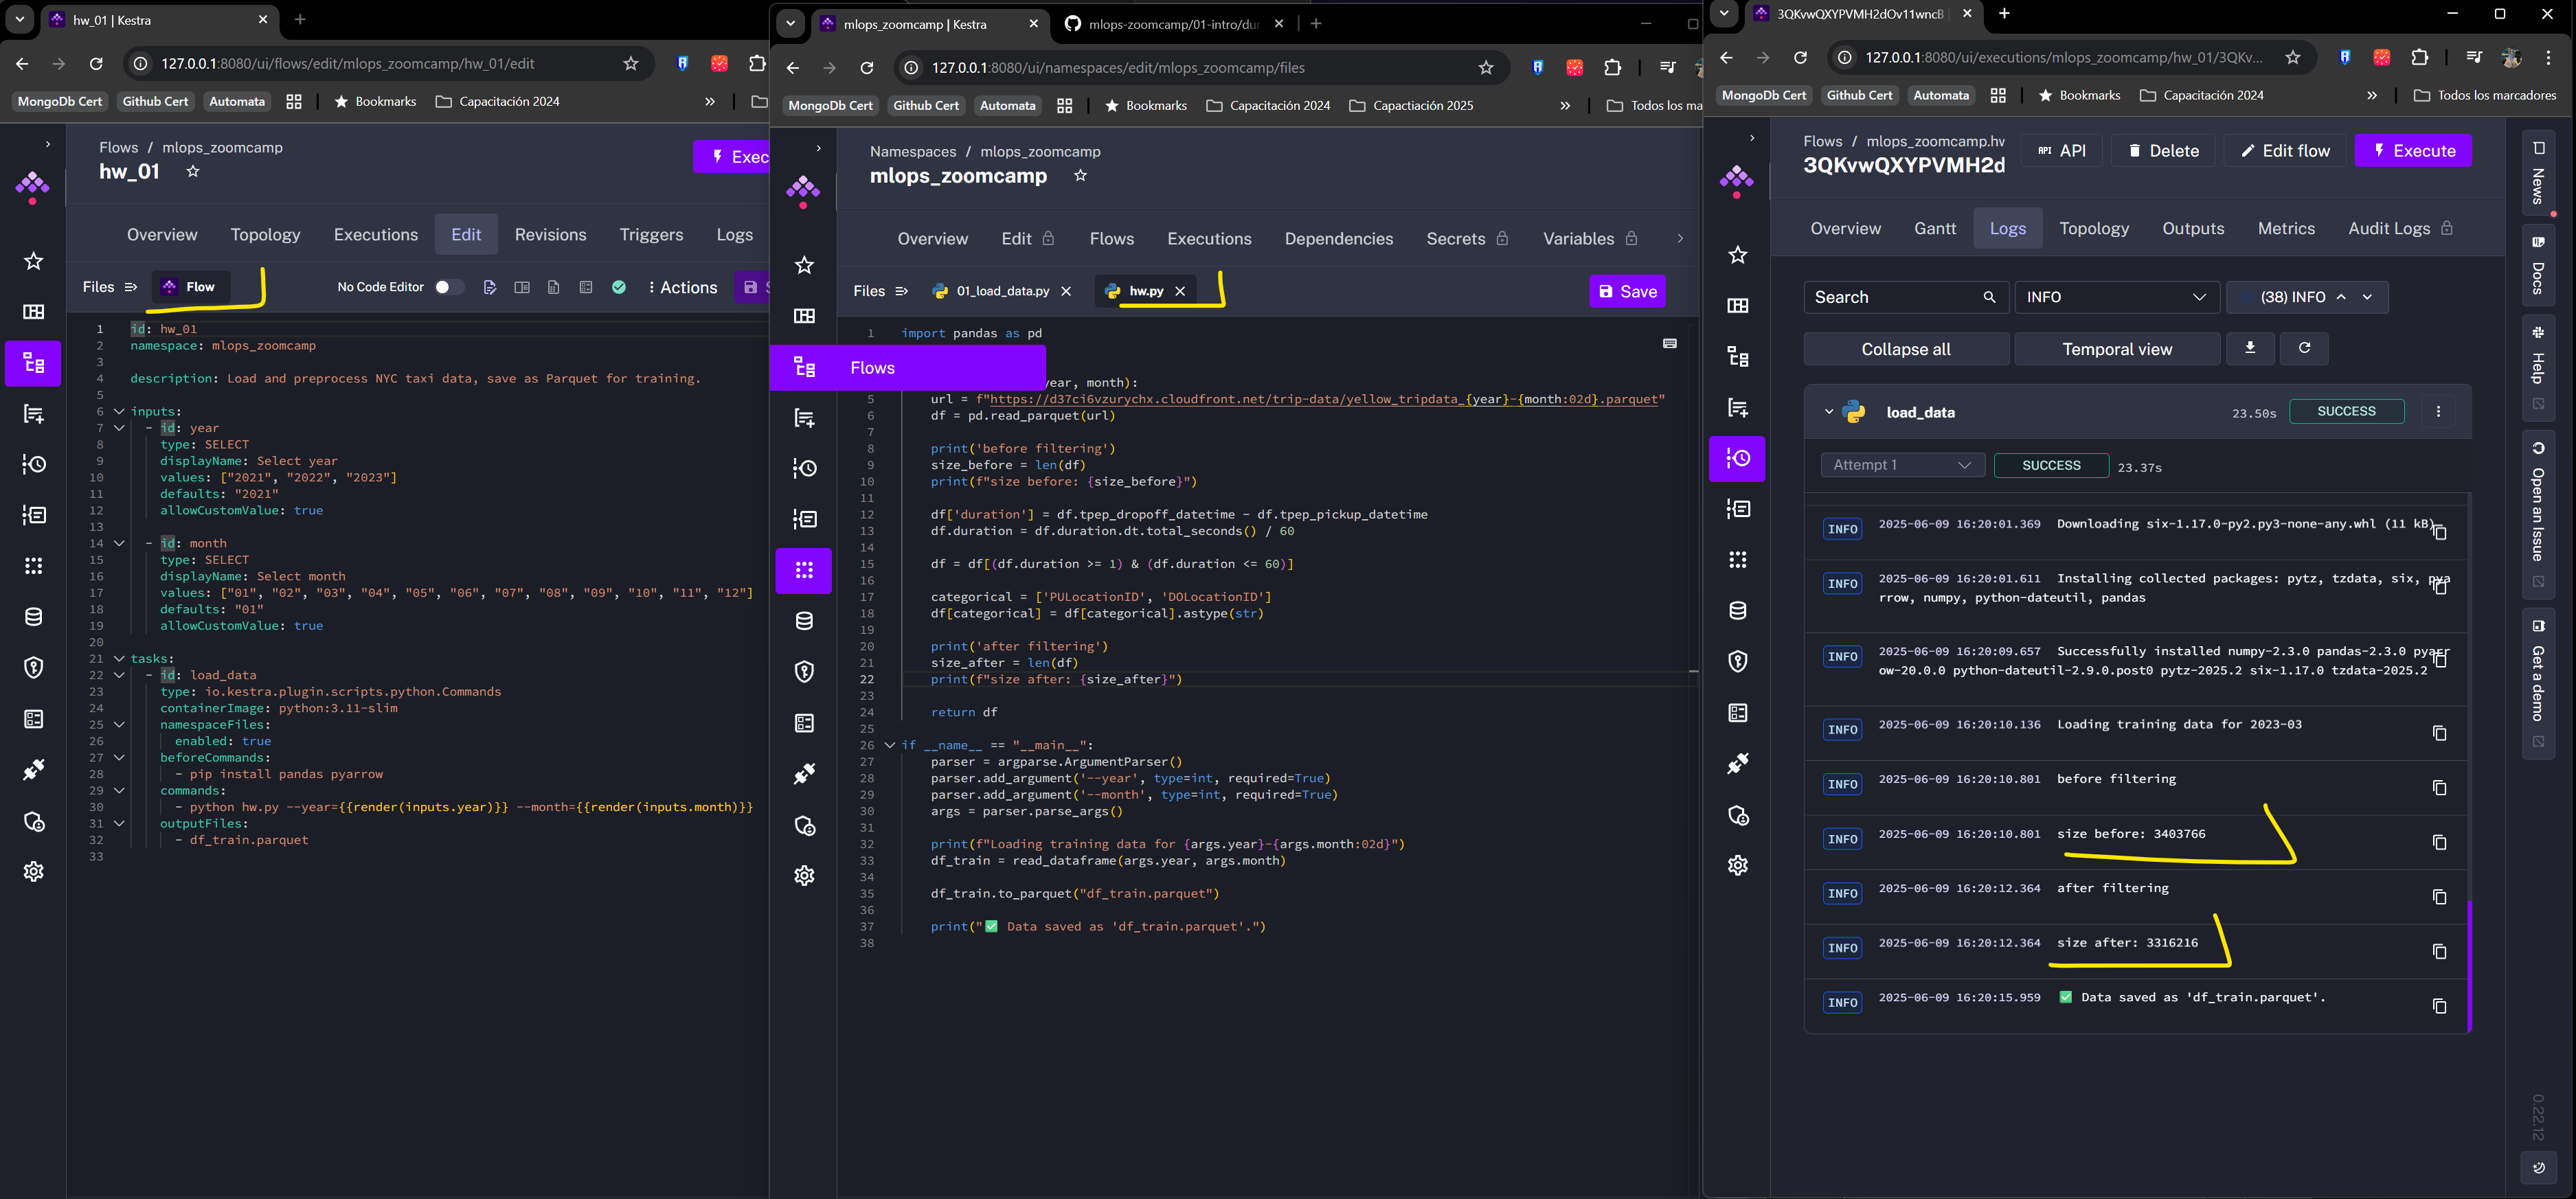 hw_01 | Kestra
127.0.0.1:8080/ui/flows/edit/mlops_zoomcamp/hw_01/edit
MongoDb Cert
Github Cert
Automata
Bookmarks
Capacitación 2024
Flows / mlops_zoomcamp
hw_01
Exec
Overview
Topology
Executions
Edit
Revisions
Triggers
Logs
Files
Flow
No Code Editor
Actions
1 id: hw_01
2 namespace: mlops_zoomcamp
3
4 description: Load and preprocess NYC taxi data, save as Parquet for training.
5
6 inputs:
7 - id: year
8 type: SELECT
9 displayName: Select year
10 values: ["2021", "2022", "2023"]
11 defaults: "2021"
12 allowCustomValue: true
13
14 - id: month
15 type: SELECT
16 displayName: Select month
17 values: ["01", "02", "03", "04", "05", "06", "07", "08", "09", "10", "11", "12"]
18 defaults: "01"
19 allowCustomValue: true
20
21 tasks:
22 - id: load_data
23 type: io.kestra.plugin.scripts.python.Commands
24 containerImage: python:3.11-slim
25 namespaceFiles:
26 enabled: true
27 beforeCommands:
28 - pip install pandas pyarrow
29 commands:
30 - python hw.py --year={{render(inputs.year)}} --month={{render(inputs.month)}}
31 outputFiles:
32 - df_train.parquet
33
mlops_zoomcamp | Kestra
mlops-zoomcamp/01-intro/du
127.0.0.1:8080/ui/namespaces/edit/mlops_zoomcamp/files
MongoDb Cert
Github Cert
Automata
Bookmarks
Capacitación 2024
Capactiación 2025
Todos los ma
Namespaces / mlops_zoomcamp
mlops_zoomcamp
Overview
Edit
Flows
Executions
Dependencies
Secrets
Variables
Files
01_load_data.py
hw.py
Save
1 import pandas as pd
Flows
year, month):
5 url = f"https://d37ci6vzurychx.cloudfront.net/trip-data/yellow_tripdata_{year}-{month:02d}.parquet"
6 df = pd.read_parquet(url)
7
8 print('before filtering')
9 size_before = len(df)
10 print(f"size before: {size_before}")
11
12 df['duration'] = df.tpep_dropoff_datetime - df.tpep_pickup_datetime
13 df.duration = df.duration.dt.total_seconds() / 60
14
15 df = df[(df.duration >= 1) & (df.duration <= 60)]
16
17 categorical = ['PULocationID', 'DOLocationID']
18 df[categorical] = df[categorical].astype(str)
19
20 print('after filtering')
21 size_after = len(df)
22 print(f"size after: {size_after}")
23
24 return df
25
26 if __name__ == "__main__":
27 parser = argparse.ArgumentParser()
28 parser.add_argument('--year', type=int, required=True)
29 parser.add_argument('--month', type=int, required=True)
30 args = parser.parse_args()
31
32 print(f"Loading training data for {args.year}-{args.month:02d}")
33 df_train = read_dataframe(args.year, args.month)
34
35 df_train.to_parquet("df_train.parquet")
36
37 print("✅ Data saved as 'df_train.parquet'.")
38
3QKvwQXYPVMH2dOv11wncB
127.0.0.1:8080/ui/executions/mlops_zoomcamp/hw_01/3QKv...
MongoDb Cert
Github Cert
Automata
Bookmarks
Capacitación 2024
Todos los marcadores
Flows / mlops_zoomcamp.hw
3QKvwQXYPVMH2d
API API
Delete
Edit flow
Execute
Overview
Gantt
Logs
Topology
Outputs
Metrics
Audit Logs
Search
INFO
(38) INFO
Collapse all
Temporal view
load_data
23.50s
SUCCESS
Attempt 1
SUCCESS
23.37s
INFO 2025-06-09 16:20:01.369 Downloading six-1.17.0-py2.py3-none-any.whl (11 kB)
INFO 2025-06-09 16:20:01.611 Installing collected packages: pytz, tzdata, six, pya
rrow, numpy, python-dateutil, pandas
INFO 2025-06-09 16:20:09.657 Successfully installed numpy-2.3.0 pandas-2.3.0 pyarr
ow-20.0.0 python-dateutil-2.9.0.post0 pytz-2025.2 six-1.17.0 tzdata-2025.2
INFO 2025-06-09 16:20:10.136 Loading training data for 2023-03
INFO 2025-06-09 16:20:10.801 before filtering
INFO 2025-06-09 16:20:10.801 size before: 3403766
INFO 2025-06-09 16:20:12.364 after filtering
INFO 2025-06-09 16:20:12.364 size after: 3316216
INFO 2025-06-09 16:20:15.959 ✅ Data saved as 'df_train.parquet'.
News
Docs
Help
Open an Issue
Get a demo
0.22.12